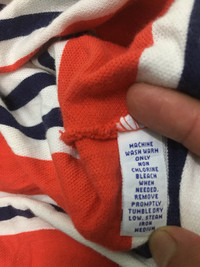 MACHINE
WASH WARM
ONLY
NON
CHLORINE
BLEACH
WHEN
NEEDED.
REMOVE
PROMPTLY.
TUMBLE DRY
LOW. STEAM
IRON
MEDIUM